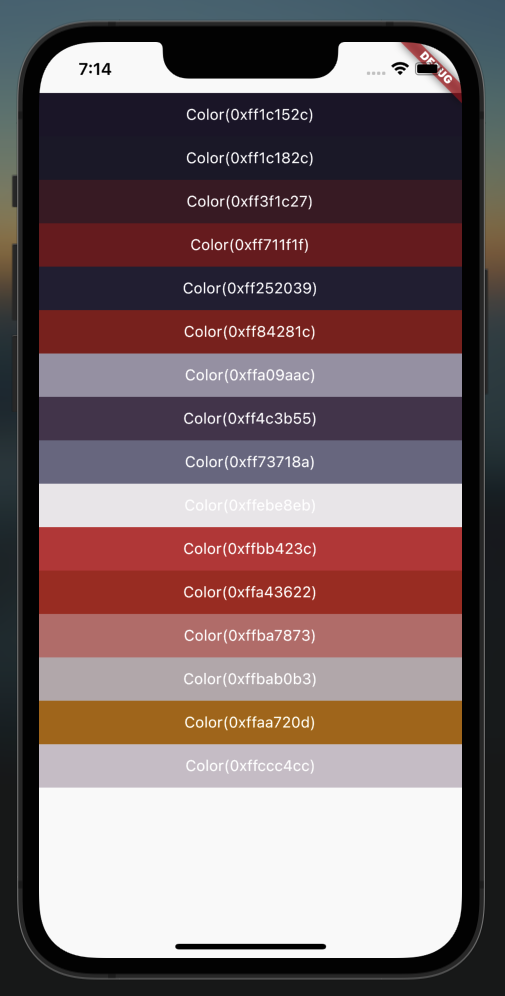 7:14
DEBUG
Color(0xff1c152c)
Color(0xff1c182c)
Color(0xff3f1c27)
Color(0xff711f1f)
Color(0xff252039)
Color(0xff84281c)
Color(0xffa09aac)
Color(0xff4c3b55)
Color(0xff73718a)
Color(0xffebe8eb)
Color(0xffbb423c)
Color(0xffa43622)
Color(0xffba7873)
Color(0xffbab0b3)
Color(0xffaa720d)
Color(0xffccc4cc)